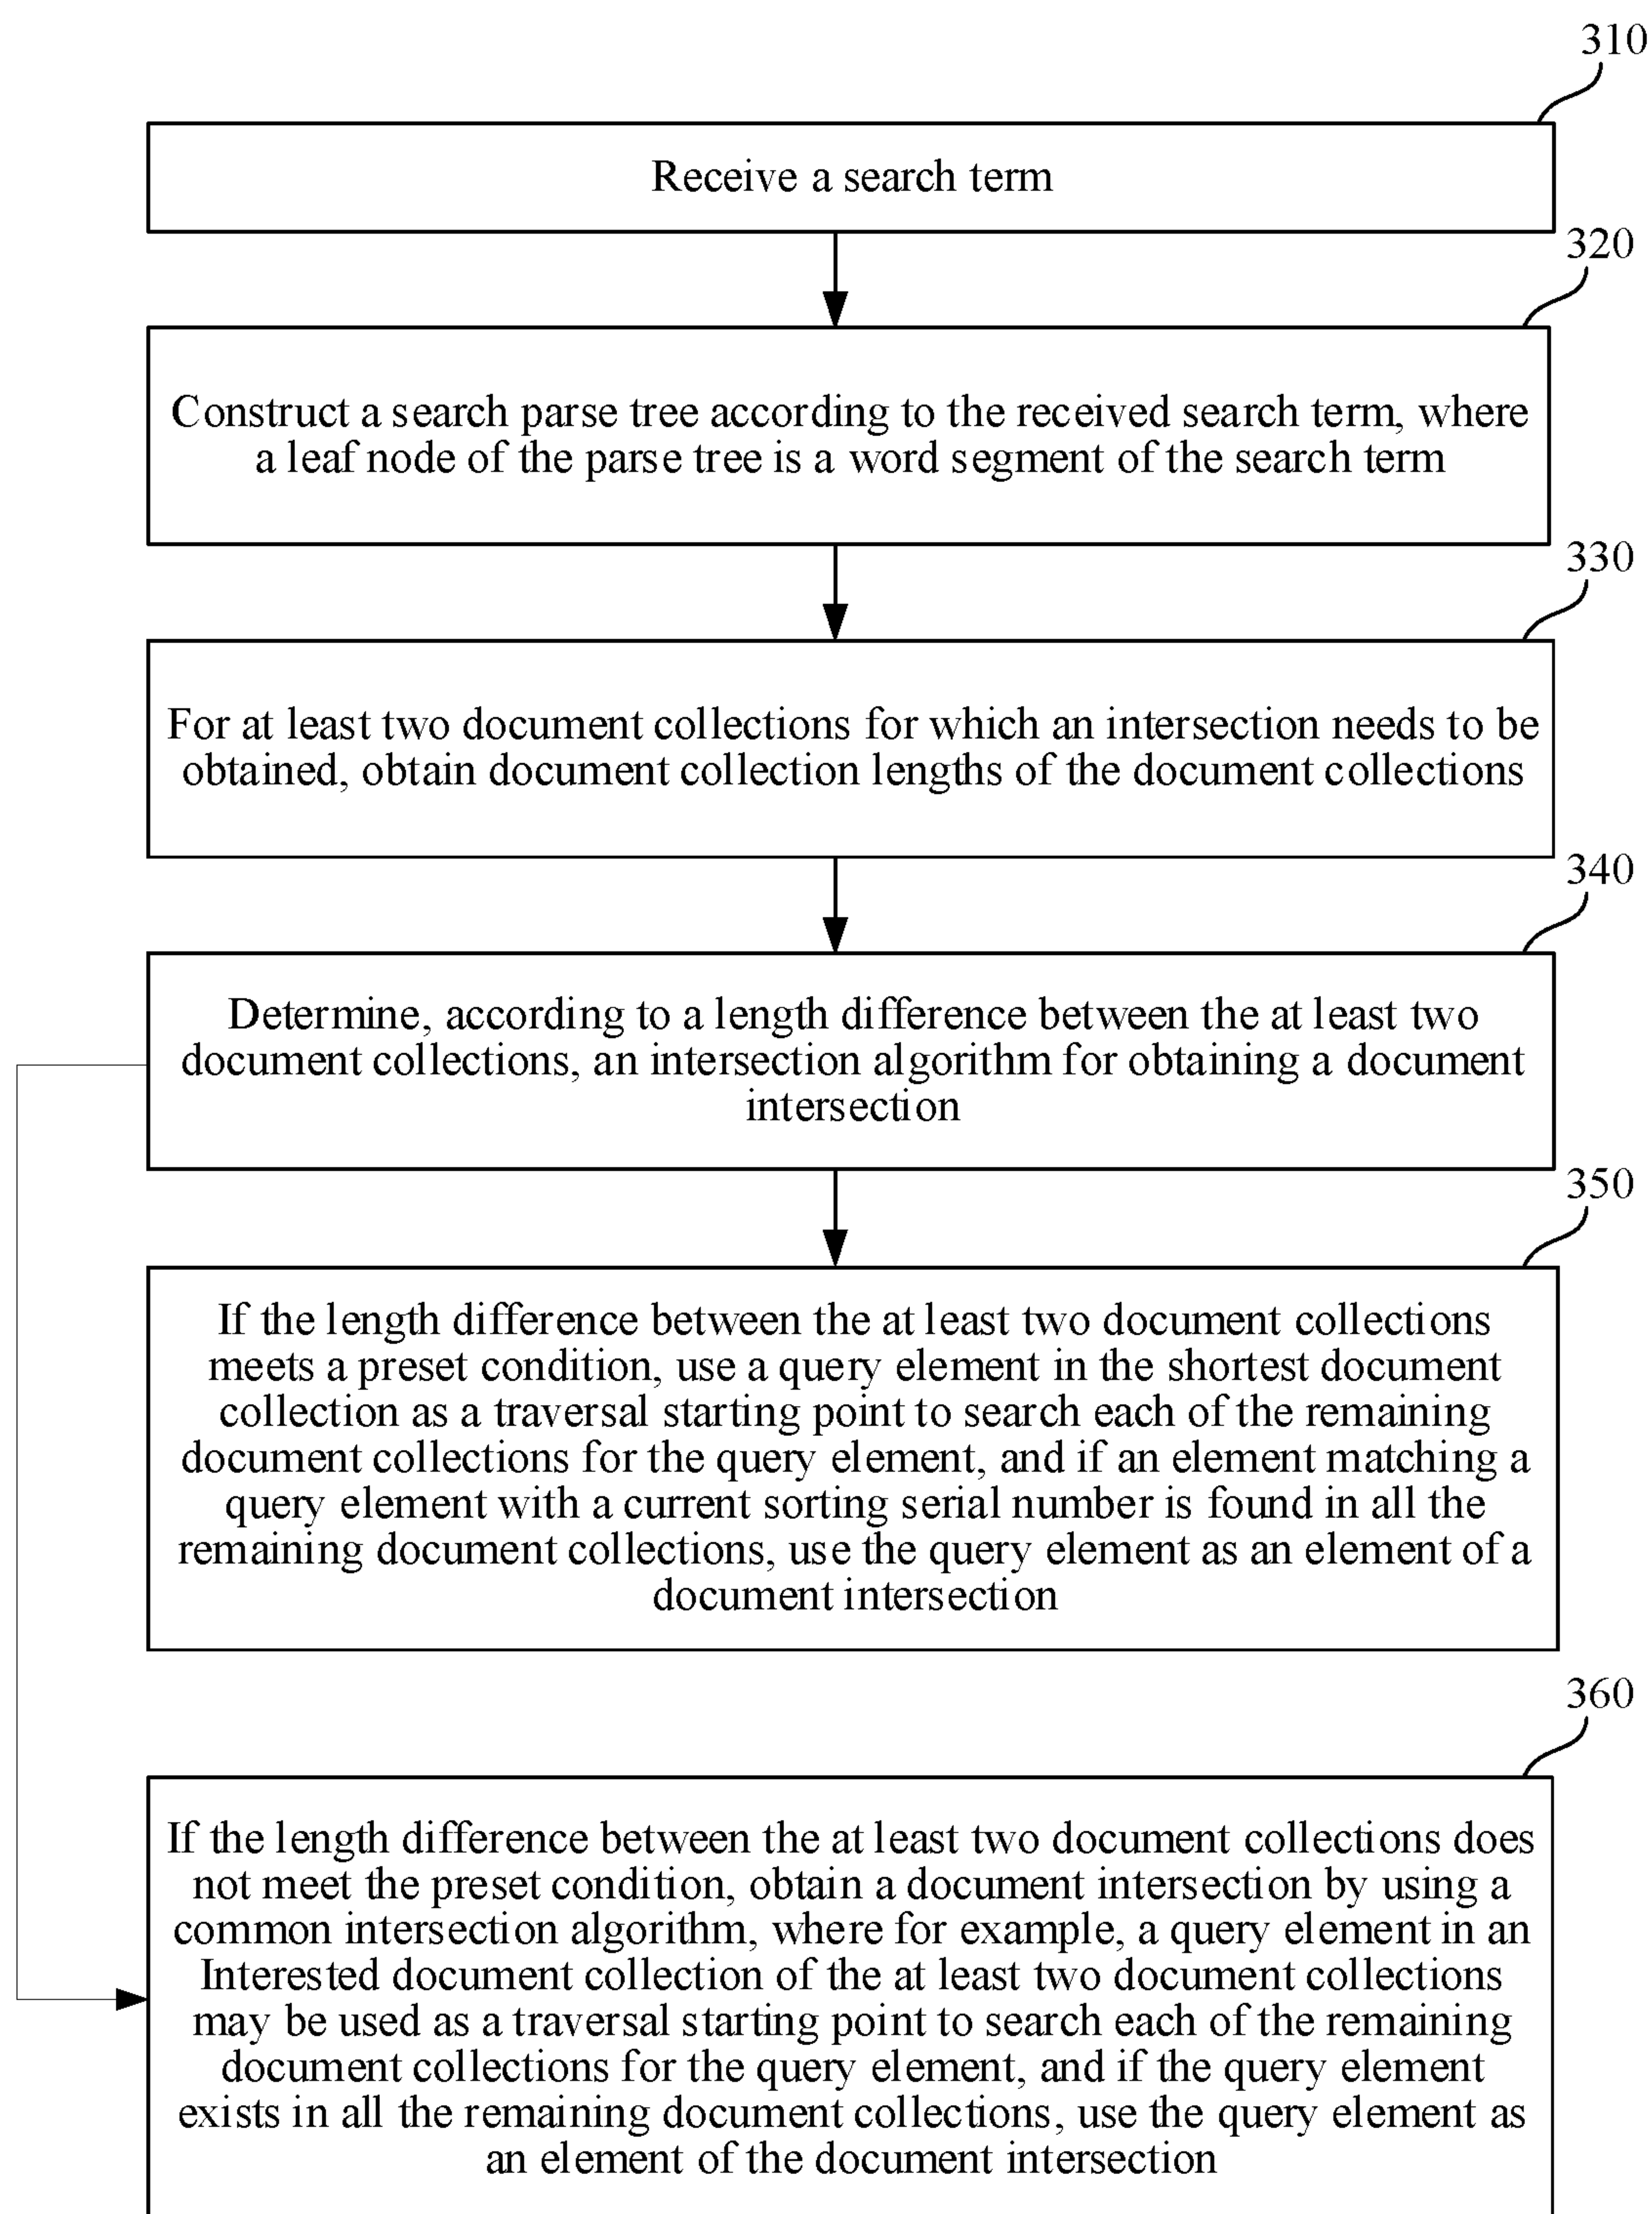 310
Receive a search term
320
Construct a search parse tree according to the received search term, where
a leaf node of the parse tree is a word segment of the search term
330
For at least two document collections for which an intersection needs to be
obtained, obtain document collection lengths of the document collections
340
Determine, according to a length difference between the at least two
document collections, an intersection algorithm for obtaining a document
intersection
350
If the length difference between the at least two document collections
meets a preset condition, use a query element in the shortest document
collection as a traversal starting point to search each of the remaining
document collections for the query element, and if an element matching a
query element with a current sorting serial number is found in all the
remaining document collections, use the query element as an element of a
document intersection
360
If the length difference between the at least two document collections does
not meet the preset condition, obtain a document intersection by using a
common intersection algorithm, where for example, a query element in an
Interested document collection of the at least two document collections
may be used as a traversal starting point to search each of the remaining
document collections for the query element, and if the query element
exists in all the remaining document collections, use the query element as
an element of the document intersection